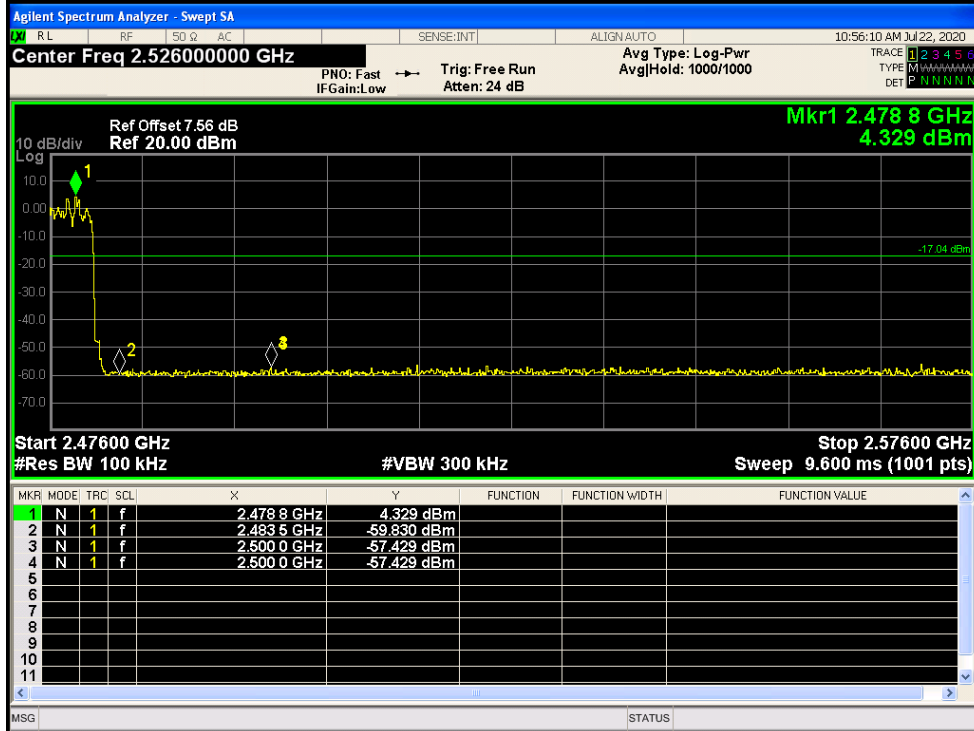 Agilent Spectrum Analyzer - Swept SA
LXI RL RF 50 Ω AC SENSE:INT ALIGNAUTO 10:56:10 AM Jul 22, 2020
Center Freq 2.526000000 GHz
PNO: Fast
IFGain:Low
Trig: Free Run
Atten: 24 dB
Avg Type: Log-Pwr
Avg|Hold: 1000/1000
TRACE 1 2 3 4 5 6
TYPE M WWWWW
DET P N N N N N
Mkr1 2.478 8 GHz
4.329 dBm
Ref Offset 7.56 dB
10 dB/div Ref 20.00 dBm
Log
10.0
0.00
-10.0
-20.0
-30.0
-40.0
-50.0
-60.0
-70.0
1
-17.04 dBm
2
3
Start 2.47600 GHz Stop 2.57600 GHz
#Res BW 100 kHz #VBW 300 kHz Sweep 9.600 ms (1001 pts)
MKR MODE TRC SCL X Y FUNCTION FUNCTION WIDTH FUNCTION VALUE
1 N 1 f 2.478 8 GHz 4.329 dBm
2 N 1 f 2.483 5 GHz -59.830 dBm
3 N 1 f 2.500 0 GHz -57.429 dBm
4 N 1 f 2.500 0 GHz -57.429 dBm
5
6
7
8
9
10
11
MSG STATUS